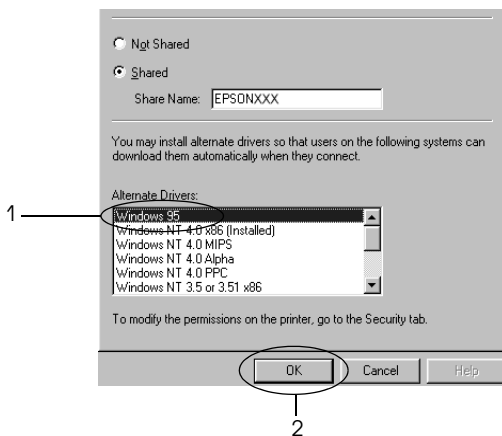 Not Shared
Shared
Share Name: EPSONXXX
You may install alternate drivers so that users on the following systems can
download them automatically when they connect.
Alternate Drivers:
1
Windows 95
Windows NT 4.0 x86 (Installed)
Windows NT 4.0 MIPS
Windows NT 4.0 Alpha
Windows NT 4.0 PPC
Windows NT 3.5 or 3.51 x86
To modify the permissions on the printer, go to the Security tab.
OK Cancel Help
2